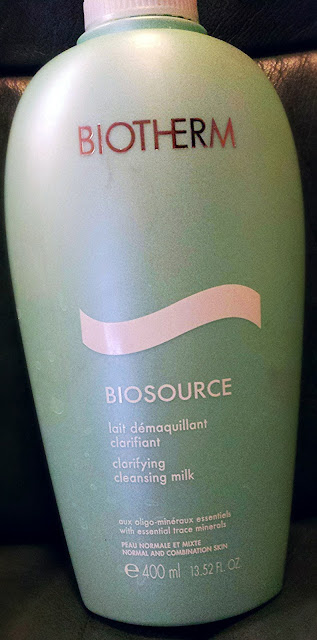 BIOTHERM
BIOSOURCE
lait démaquillant
clarifiant
clarifying
cleansing milk
aux oligo-minéraux essentiels
with essential trace minerals
PEAU NORMALE ET MIXTE
NORMAL AND COMBINATION SKIN
℮ 400 ml 13.52 FL OZ